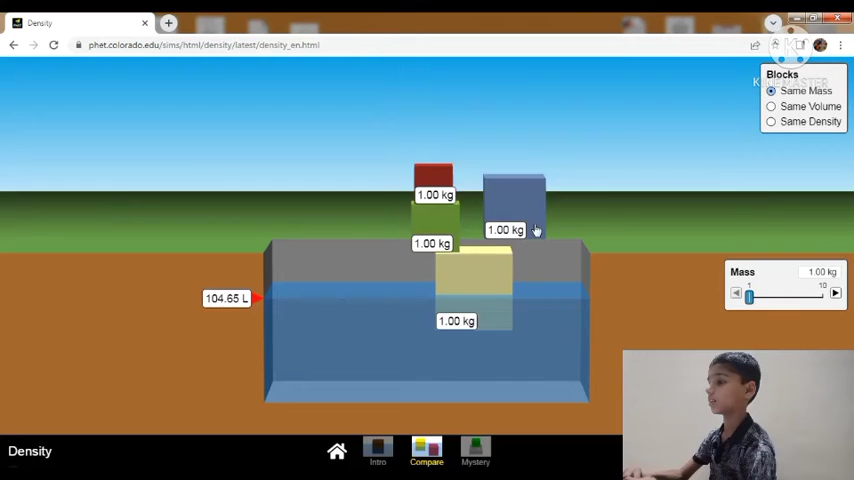 Density
phet.colorado.edu/sims/html/density/latest/density_en.html
Blocks
Same Mass
Same Volume
Same Density
1.00 kg
1.00 kg
1.00 kg
1.00 kg
104.65 L
Mass 1.00 kg
1 10
Density
Intro
Compare
Mystery